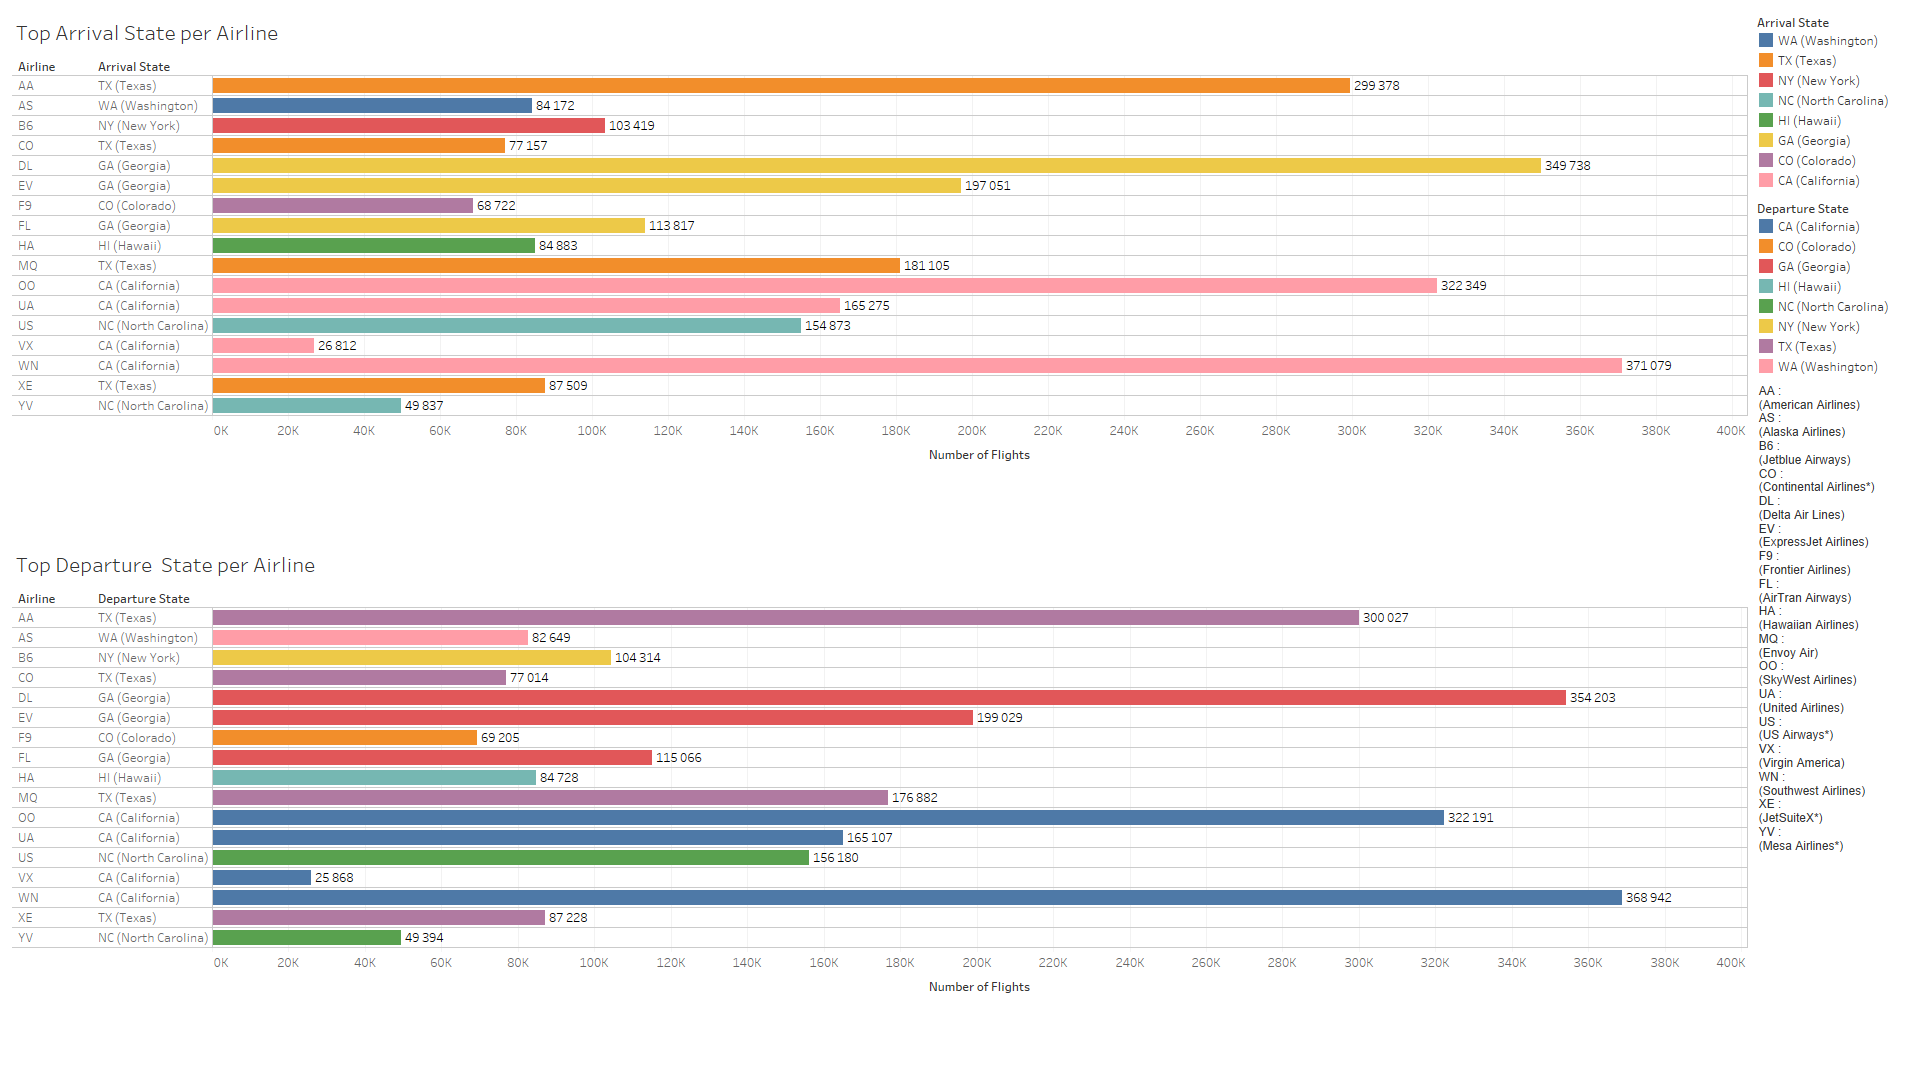 Top Arrival State per Airline
Airline Arrival State
AA TX (Texas) 299 378
AS WA (Washington) 84 172
B6 NY (New York) 103 419
CO TX (Texas) 77 157
DL GA (Georgia) 349 738
EV GA (Georgia) 197 051
F9 CO (Colorado) 68 722
FL GA (Georgia) 113 817
HA HI (Hawaii) 84 883
MQ TX (Texas) 181 105
OO CA (California) 322 349
UA CA (California) 165 275
US NC (North Carolina) 154 873
VX CA (California) 26 812
WN CA (California) 371 079
XE TX (Texas) 87 509
YV NC (North Carolina) 49 837
0K 20K 40K 60K 80K 100K 120K 140K 160K 180K 200K 220K 240K 260K 280K 300K 320K 340K 360K 380K 400K
Number of Flights
Top Departure State per Airline
Airline Departure State
AA TX (Texas) 300 027
AS WA (Washington) 82 649
B6 NY (New York) 104 314
CO TX (Texas) 77 014
DL GA (Georgia) 354 203
EV GA (Georgia) 199 029
F9 CO (Colorado) 69 205
FL GA (Georgia) 115 066
HA HI (Hawaii) 84 728
MQ TX (Texas) 176 882
OO CA (California) 322 191
UA CA (California) 165 107
US NC (North Carolina) 156 180
VX CA (California) 25 868
WN CA (California) 368 942
XE TX (Texas) 87 228
YV NC (North Carolina) 49 394
0K 20K 40K 60K 80K 100K 120K 140K 160K 180K 200K 220K 240K 260K 280K 300K 320K 340K 360K 380K 400K
Number of Flights
Arrival State
WA (Washington)
TX (Texas)
NY (New York)
NC (North Carolina)
HI (Hawaii)
GA (Georgia)
CO (Colorado)
CA (California)
Departure State
CA (California)
CO (Colorado)
GA (Georgia)
HI (Hawaii)
NC (North Carolina)
NY (New York)
TX (Texas)
WA (Washington)
AA :
(American Airlines)
AS :
(Alaska Airlines)
B6 :
(Jetblue Airways)
CO :
(Continental Airlines*)
DL :
(Delta Air Lines)
EV :
(ExpressJet Airlines)
F9 :
(Frontier Airlines)
FL :
(AirTran Airways)
HA :
(Hawaiian Airlines)
MQ :
(Envoy Air)
OO :
(SkyWest Airlines)
UA :
(United Airlines)
US :
(US Airways*)
VX :
(Virgin America)
WN :
(Southwest Airlines)
XE :
(JetSuiteX*)
YV :
(Mesa Airlines*)